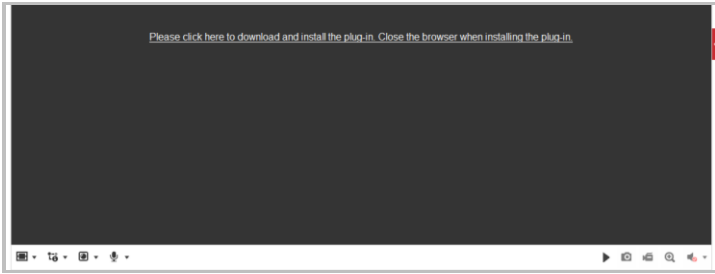 Please click here to download and install the plug-in. Close the browser when installing the plug-in.